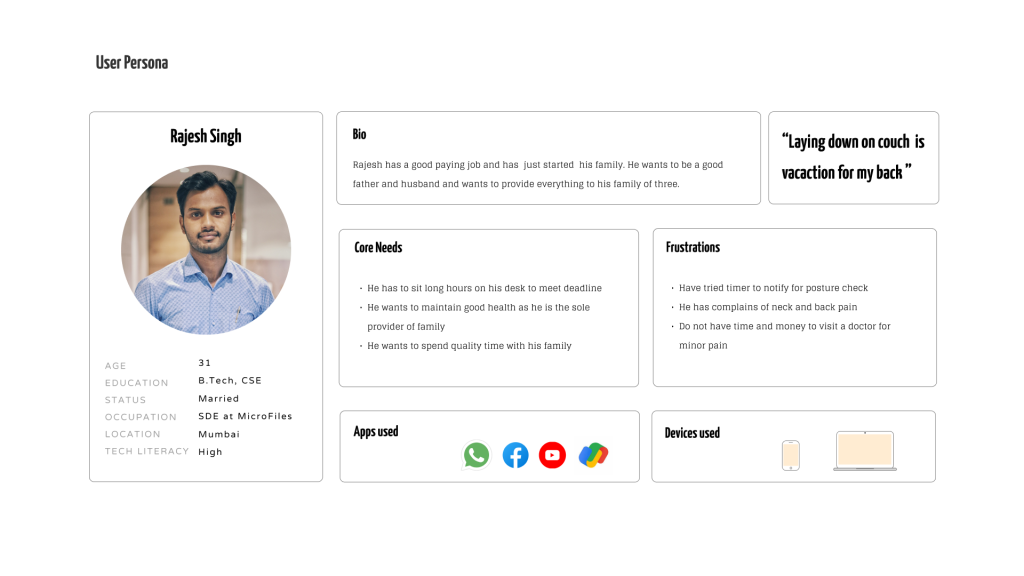 User Persona
Rajesh Singh
AGE 31
EDUCATION B.Tech, CSE
STATUS Married
OCCUPATION SDE at MicroFiles
LOCATION Mumbai
TECH LITERACY High
Bio
Rajesh has a good paying job and has just started his family. He wants to be a good
father and husband and wants to provide everything to his family of three.
“Laying down on couch is
vacaction for my back ”
Core Needs
• He has to sit long hours on his desk to meet deadline
• He wants to maintain good health as he is the sole
provider of family
• He wants to spend quality time with his family
Frustrations
• Have tried timer to notify for posture check
• He has complains of neck and back pain
• Do not have time and money to visit a doctor for
minor pain
Apps used
Devices used